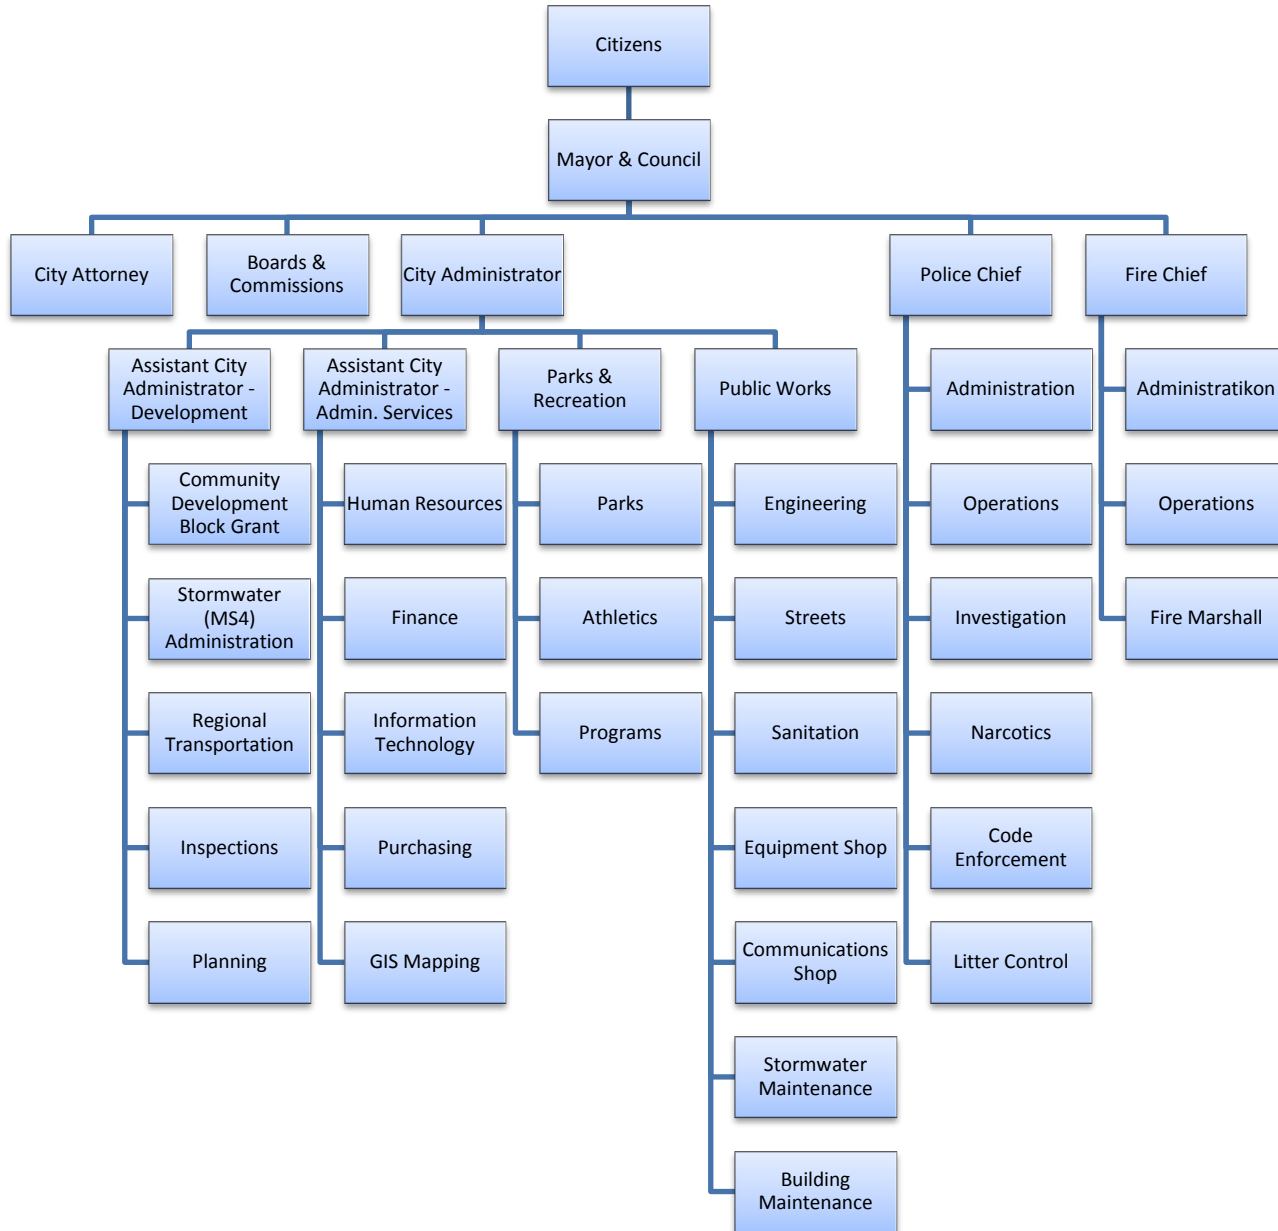 Citizens
Mayor & Council
City Attorney
Boards &
Commissions
City Administrator
Police Chief
Fire Chief
Assistant City
Administrator -
Development
Assistant City
Administrator -
Admin. Services
Parks &
Recreation
Public Works
Administration
Administratikon
Community
Development
Block Grant
Human Resources
Parks
Engineering
Operations
Operations
Stormwater
(MS4)
Administration
Finance
Athletics
Streets
Investigation
Fire Marshall
Regional
Transportation
Information
Technology
Programs
Sanitation
Narcotics
Inspections
Purchasing
Equipment Shop
Code
Enforcement
Planning
GIS Mapping
Communications
Shop
Litter Control
Stormwater
Maintenance
Building
Maintenance